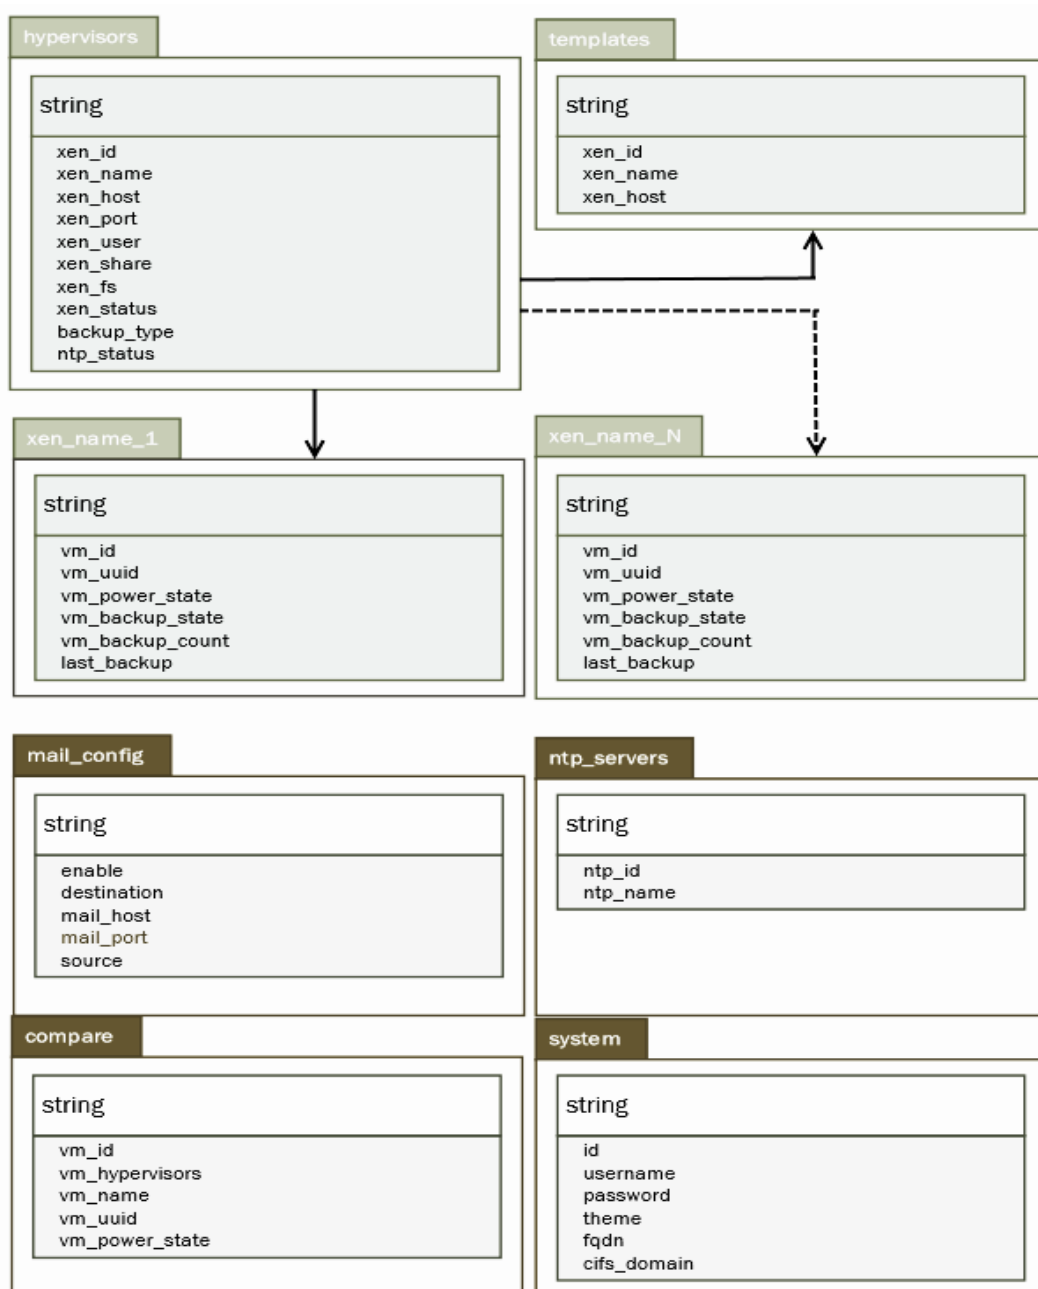 hypervisors
string
xen_id
xen_name
xen_host
xen_port
xen_user
xen_share
xen_fs
xen_status
backup_type
ntp_status
templates
string
xen_id
xen_name
xen_host
xen_name_1
string
vm_id
vm_uuid
vm_power_state
vm_backup_state
vm_backup_count
last_backup
xen_name_N
string
vm_id
vm_uuid
vm_power_state
vm_backup_state
vm_backup_count
last_backup
mail_config
string
enable
destination
mail_host
mail_port
source
ntp_servers
string
ntp_id
ntp_name
compare
string
vm_id
vm_hypervisors
vm_name
vm_uuid
vm_power_state
system
string
id
username
password
theme
fqdn
cifs_domain